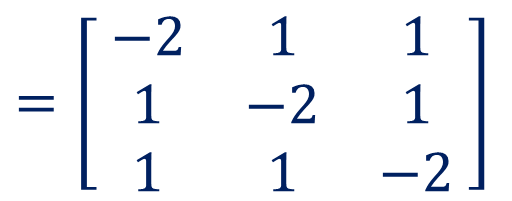 −2 1 1
= 1 −2 1
1 1 −2